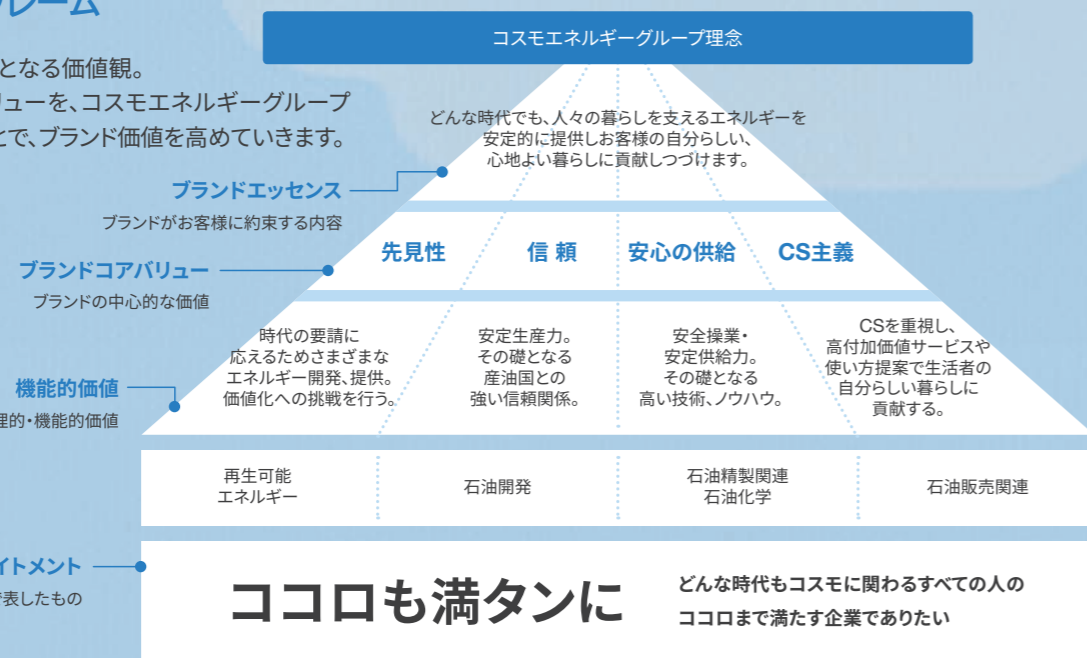 コスモエネルギーグループ理念
となる価値観。
リューを、コスモエネルギーグループ
とで、ブランド価値を高めていきます。
どんな時代でも、人々の暮らしを支えるエネルギーを
安定的に提供しお客様の自分らしい、
心地よい暮らしに貢献しつづけます。
ブランドエッセンス
ブランドがお客様に約束する内容
先見性
信 頼
安心の供給
CS主義
ブランドコアバリュー
ブランドの中心的な価値
時代の要請に
応えるためさまざまな
エネルギー開発、提供。
価値化への挑戦を行う。
安定生産力。
その礎となる
産油国との
強い信頼関係。
安全操業・
安定供給力。
その礎となる
高い技術、ノウハウ。
CSを重視し、
高付加価値サービスや
使い方提案で生活者の
自分らしい暮らしに
貢献する。
機能的価値
理的・機能的価値
再生可能
エネルギー
石油開発
石油精製関連
石油化学
石油販売関連
イトメント
表したもの
ココロも満タンに
どんな時代もコスモに関わるすべての人の
ココロまで満たす企業でありたい